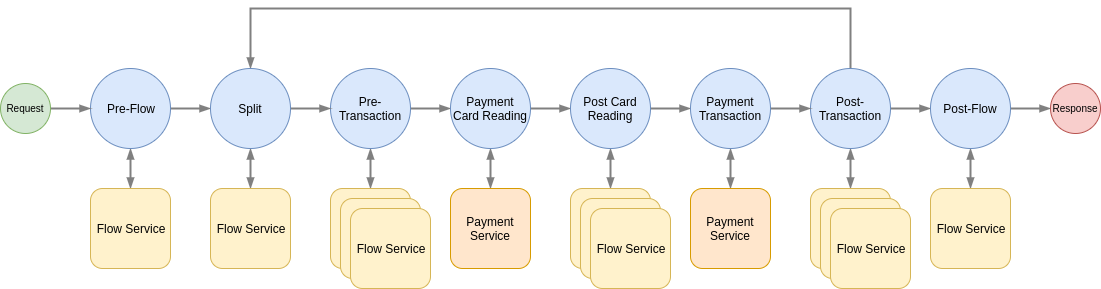 Request
Pre-Flow
Split
Pre-
Transaction
Payment
Card Reading
Post Card
Reading
Payment
Transaction
Post-
Transaction
Post-Flow
Response
Flow Service
Flow Service
Flow Service
Payment
Service
Flow Service
Payment
Service
Flow Service
Flow Service